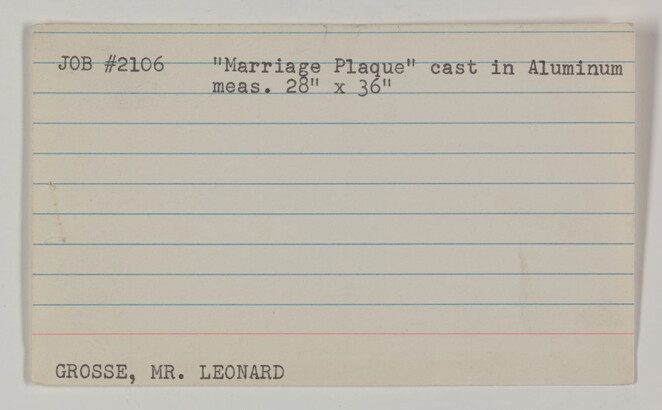 JOB #2106 "Marriage Plaque" cast in Aluminum
meas. 28" x 36"
GROSSE, MR. LEONARD